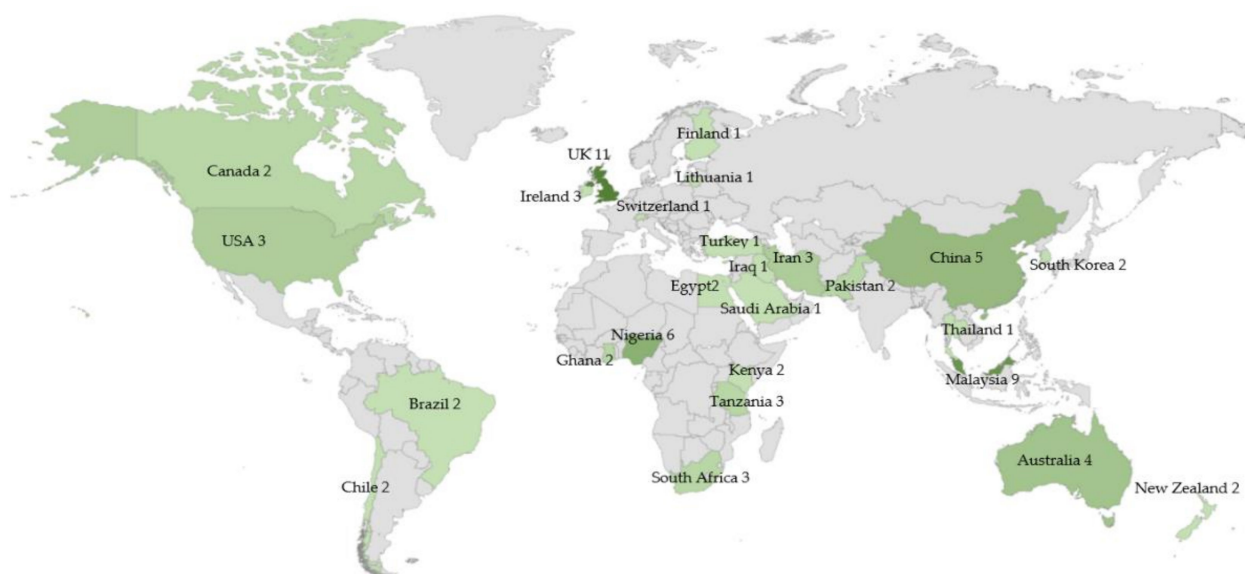 Finland 1
UK 11
Canada 2
Lithuania 1
Ireland 3
Switzerland 1
USA 3
Turkey 1
Iran 3
China 5
South Korea 2
Iraq 1
Egypt2
Pakistan 2
Saudi Arabia 1
Nigeria 6
Thailand 1
Ghana 2
Kenya 2
Malaysia 9
Brazil 2
Tanzania 3
Australia 4
South Africa 3
Chile 2
New Zealand 2